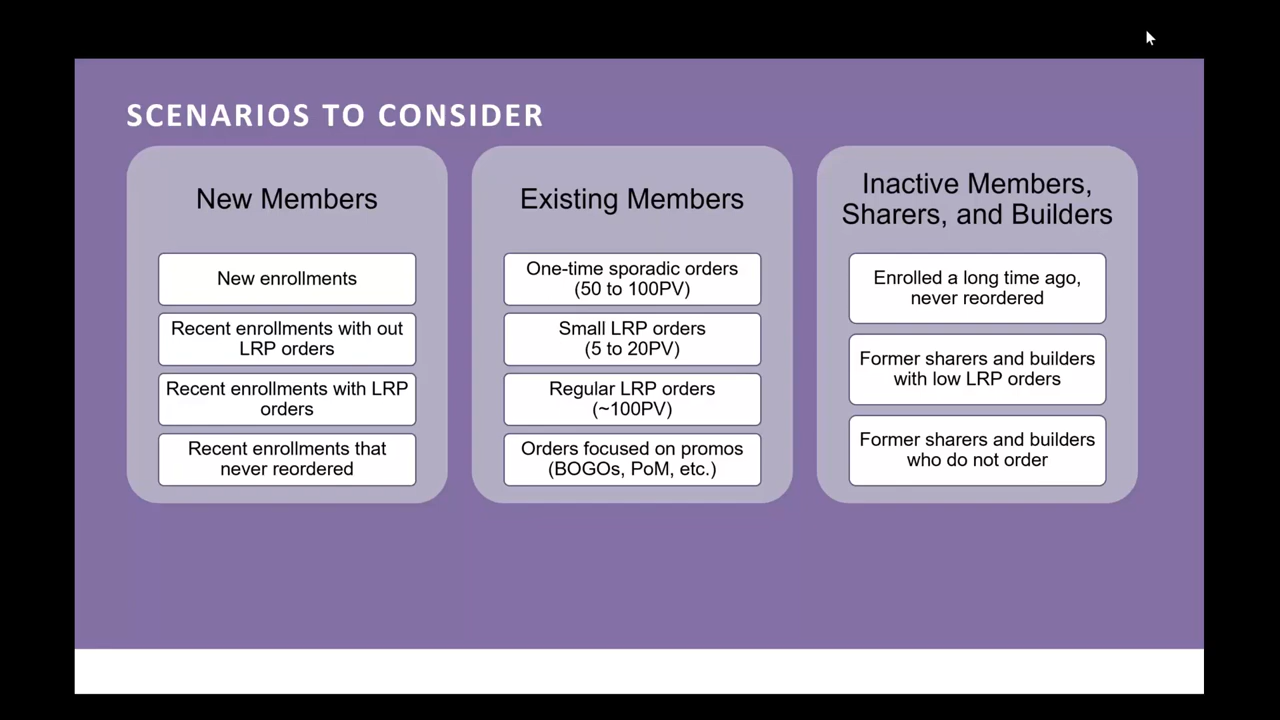 SCENARIOS TO CONSIDER
New Members
New enrollments
Recent enrollments with out
LRP orders
Recent enrollments with LRP
orders
Recent enrollments that
never reordered
Existing Members
One-time sporadic orders
(50 to 100PV)
Small LRP orders
(5 to 20PV)
Regular LRP orders
(~100PV)
Orders focused on promos
(BOGOs, PoM, etc.)
Inactive Members,
Sharers, and Builders
Enrolled a long time ago,
never reordered
Former sharers and builders
with low LRP orders
Former sharers and builders
who do not order